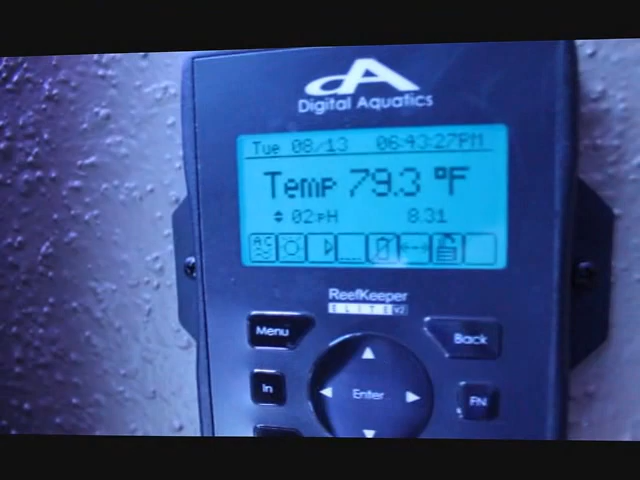 dA
Digital Aquatics
Tue 08/13 06:43:27PM
Temp 79.3 °F
02pH 8.31
AC
ReefKeeper
ELITE V2
Menu
Back
In
Enter
FN